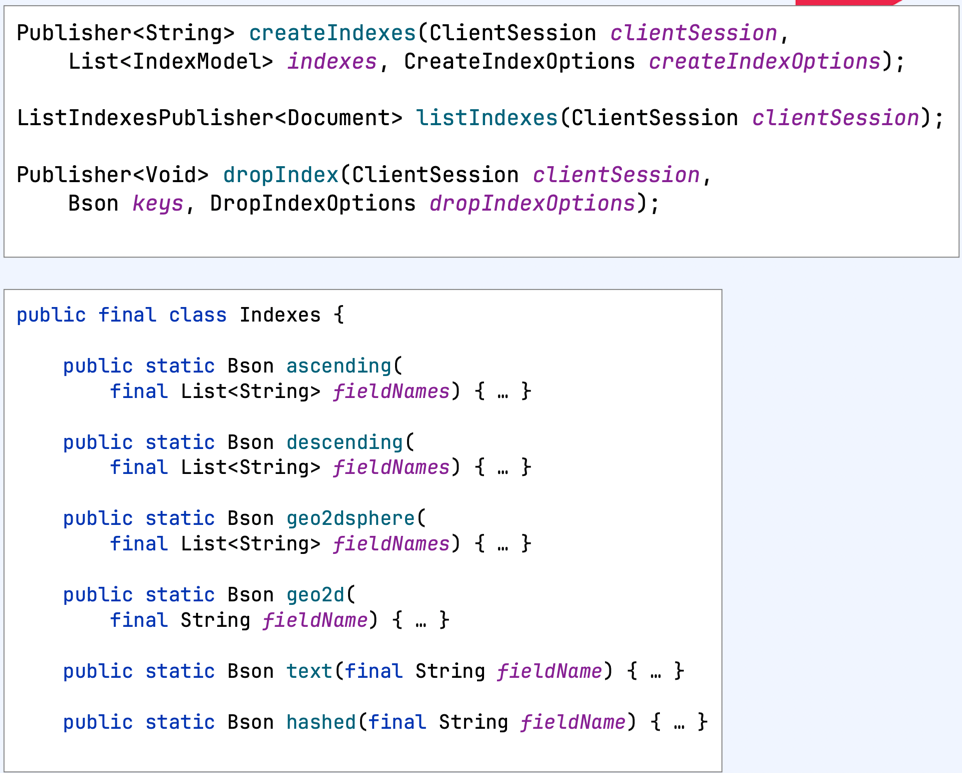 Publisher<String> createIndexes(ClientSession clientSession,
List<IndexModel> indexes, CreateIndexOptions createIndexOptions);
ListIndexesPublisher<Document> listIndexes(ClientSession clientSession);
Publisher<Void> dropIndex(ClientSession clientSession,
Bson keys, DropIndexOptions dropIndexOptions);
public final class Indexes {
public static Bson ascending(
final List<String> fieldNames) { … }
public static Bson descending(
final List<String> fieldNames) { … }
public static Bson geo2dsphere(
final List<String> fieldNames) { … }
public static Bson geo2d(
final String fieldName) { … }
public static Bson text(final String fieldName) { … }
public static Bson hashed(final String fieldName) { … }